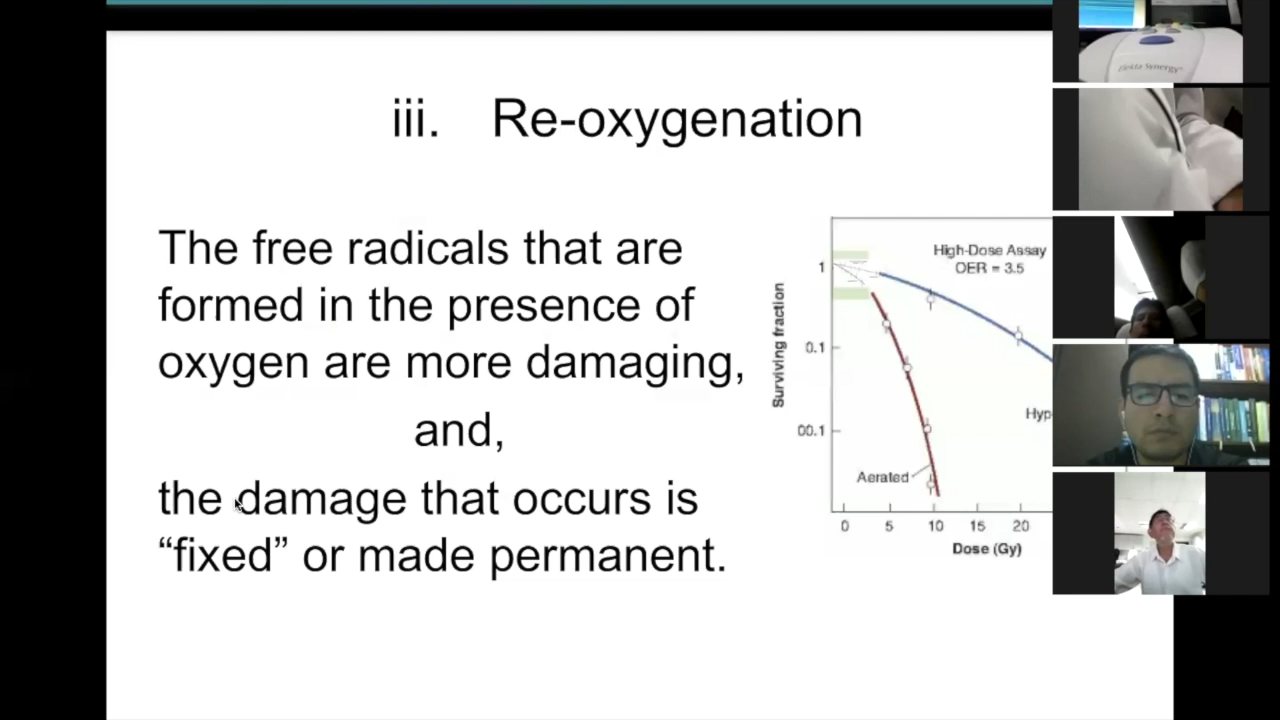 iii. Re-oxygenation
The free radicals that are
formed in the presence of
oxygen are more damaging,
and,
the damage that occurs is
“fixed” or made permanent.
High-Dose Assay
OER = 3.5
Surviving fraction
1
0.1
00.1
Hyp
Aerated
0 5 10 15 20
Dose (Gy)
Elekta Synergy